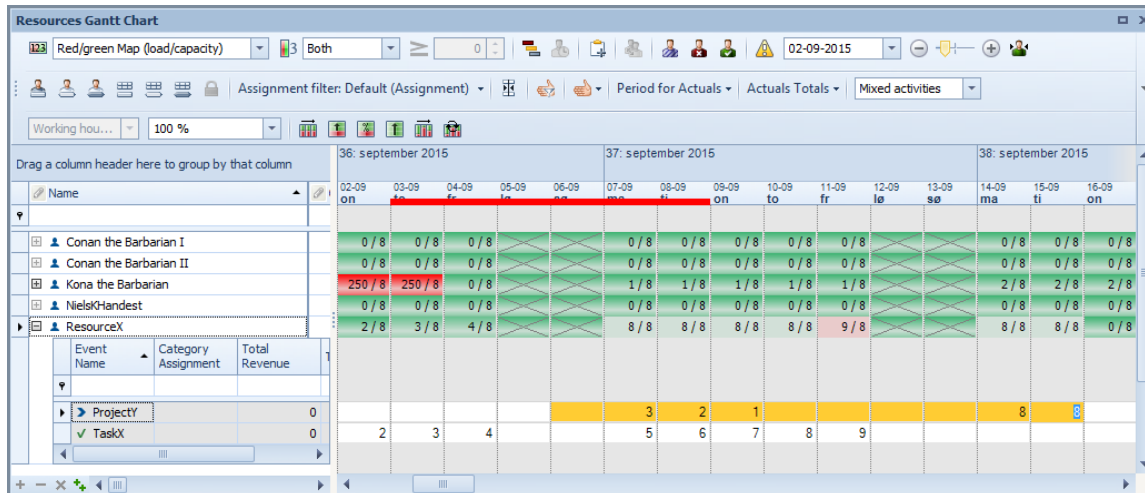 Resources Gantt Chart
123 Red/green Map (load/capacity) 3 Both ≥ 0 02-09-2015
Assignment filter: Default (Assignment) Period for Actuals Actuals Totals Mixed activities
Working hou... 100 %
Drag a column header here to group by that column 36: september 2015 37: september 2015 38: september 2015
Name 02-09 03-09 04-09 05-09 06-09 07-09 08-09 09-09 10-09 11-09 12-09 13-09 14-09 15-09 16-09
on to fr lø sø ma ti on to fr lø sø ma ti on
Conan the Barbarian I 0 / 8 0 / 8 0 / 8 0 / 8 0 / 8 0 / 8 0 / 8 0 / 8 0 / 8 0 / 8 0 / 8
Conan the Barbarian II 0 / 8 0 / 8 0 / 8 0 / 8 0 / 8 0 / 8 0 / 8 0 / 8 0 / 8 0 / 8 0 / 8
Kona the Barbarian 250 / 8 250 / 8 0 / 8 1 / 8 1 / 8 1 / 8 1 / 8 1 / 8 2 / 8 2 / 8 2 / 8
NielsKHandest 0 / 8 0 / 8 0 / 8 0 / 8 0 / 8 0 / 8 0 / 8 0 / 8 0 / 8 0 / 8 0 / 8
ResourceX 2 / 8 3 / 8 4 / 8 8 / 8 8 / 8 8 / 8 8 / 8 9 / 8 8 / 8 8 / 8 0 / 8
Event Category Total
Name Assignment Revenue
ProjectY 0 3 2 1 8 8
TaskX 0 2 3 4 5 6 7 8 9